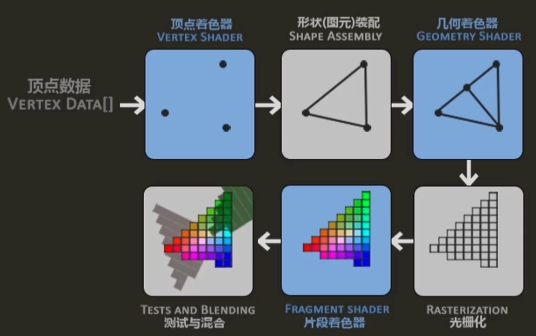 顶点着色器
VERTEX SHADER
形状(图元)装配
SHAPE ASSEMBLY
几何着色器
GEOMETRY SHADER
顶点数据
VERTEX DATA[]
TESTS AND BLENDING
测试与混合
FRAGMENT SHADER
片段着色器
RASTERIZATION
光栅化